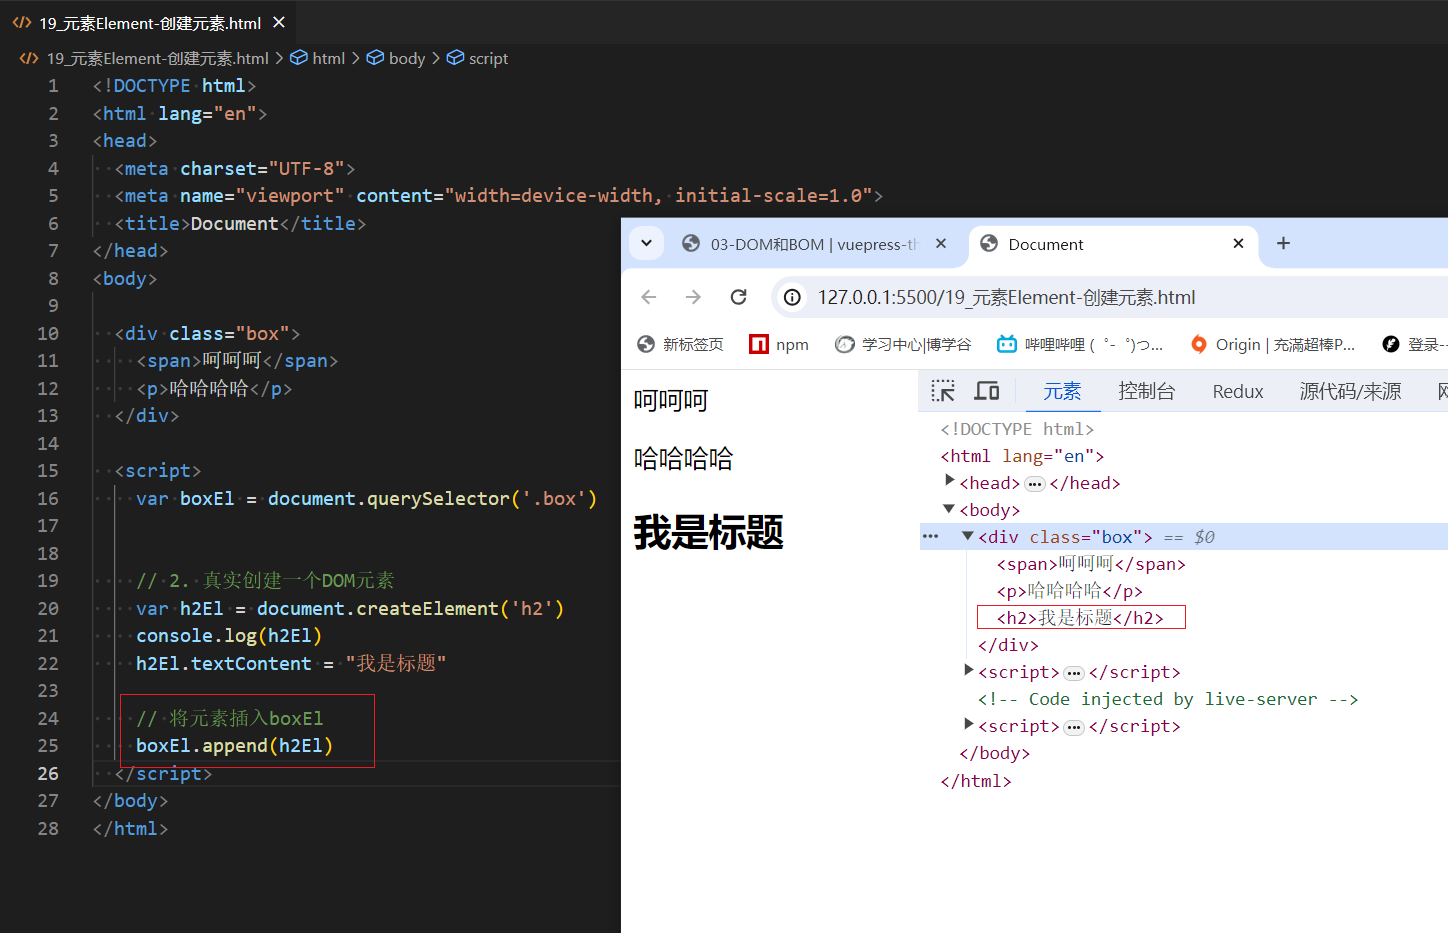 19_元素Element-创建元素.html
19_元素Element-创建元素.html > html > body > script
1 <!DOCTYPE html>
2 <html lang="en">
3 <head>
4 <meta charset="UTF-8">
5 <meta name="viewport" content="width=device-width, initial-scale=1.0">
6 <title>Document</title>
7 </head>
8 <body>
9
10 <div class="box">
11 <span>呵呵呵</span>
12 <p>哈哈哈哈</p>
13 </div>
14
15 <script>
16 var boxEl = document.querySelector('.box')
17
18
19 // 2. 真实创建一个DOM元素
20 var h2El = document.createElement('h2')
21 console.log(h2El)
22 h2El.textContent = "我是标题"
23
24 // 将元素插入boxEl
25 boxEl.append(h2El)
26 </script>
27 </body>
28 </html>
03-DOM和BOM | vuepress-th
Document
127.0.0.1:5500/19_元素Element-创建元素.html
新标签页 npm 学习中心|博学谷 哔哩哔哩 ( ゜- ゜)つ... Origin | 充满超棒P... 登录--
呵呵呵
哈哈哈哈
我是标题
元素 控制台 Redux 源代码/来源
<!DOCTYPE html>
<html lang="en">
<head>···</head>
<body>
··· <div class="box"> == $0
<span>呵呵呵</span>
<p>哈哈哈哈</p>
<h2>我是标题</h2>
</div>
<script>···</script>
<!-- Code injected by live-server -->
<script>···</script>
</body>
</html>